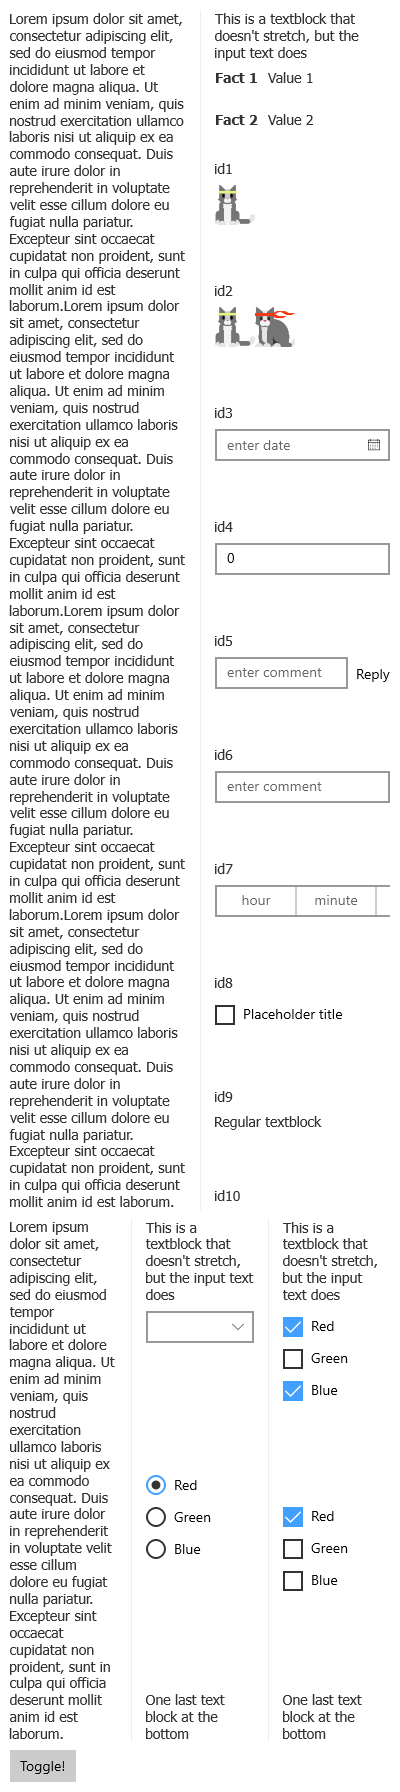 Lorem ipsum dolor sit amet,
consectetur adipiscing elit,
sed do eiusmod tempor
incididunt ut labore et
dolore magna aliqua. Ut
enim ad minim veniam, quis
nostrud exercitation ullamco
laboris nisi ut aliquip ex ea
commodo consequat. Duis
aute irure dolor in
reprehenderit in voluptate
velit esse cillum dolore eu
fugiat nulla pariatur.
Excepteur sint occaecat
cupidatat non proident, sunt
in culpa qui officia deserunt
mollit anim id est
laborum.Lorem ipsum dolor
sit amet, consectetur
adipiscing elit, sed do
eiusmod tempor incididunt
ut labore et dolore magna
aliqua. Ut enim ad minim
veniam, quis nostrud
exercitation ullamco laboris
nisi ut aliquip ex ea
commodo consequat. Duis
aute irure dolor in
reprehenderit in voluptate
velit esse cillum dolore eu
fugiat nulla pariatur.
Excepteur sint occaecat
cupidatat non proident, sunt
in culpa qui officia deserunt
mollit anim id est
laborum.Lorem ipsum dolor
sit amet, consectetur
adipiscing elit, sed do
eiusmod tempor incididunt
ut labore et dolore magna
aliqua. Ut enim ad minim
veniam, quis nostrud
exercitation ullamco laboris
nisi ut aliquip ex ea
commodo consequat. Duis
aute irure dolor in
reprehenderit in voluptate
velit esse cillum dolore eu
fugiat nulla pariatur.
Excepteur sint occaecat
cupidatat non proident, sunt
in culpa qui officia deserunt
mollit anim id est
laborum.Lorem ipsum dolor
sit amet, consectetur
adipiscing elit, sed do
eiusmod tempor incididunt
ut labore et dolore magna
aliqua. Ut enim ad minim
veniam, quis nostrud
exercitation ullamco laboris
nisi ut aliquip ex ea
commodo consequat. Duis
aute irure dolor in
reprehenderit in voluptate
velit esse cillum dolore eu
fugiat nulla pariatur.
Excepteur sint occaecat
cupidatat non proident, sunt
in culpa qui officia deserunt
mollit anim id est laborum.
This is a textblock that
doesn't stretch, but the
input text does
Fact 1 Value 1
Fact 2 Value 2
id1
id2
id3
enter date
id4
0
id5
enter comment Reply
id6
enter comment
id7
hour minute
id8
Placeholder title
id9
Regular textblock
id10
Lorem ipsum
dolor sit amet,
consectetur
adipiscing elit,
sed do eiusmod
tempor
incididunt ut
labore et dolore
magna aliqua. Ut
enim ad minim
veniam, quis
nostrud
exercitation
ullamco laboris
nisi ut aliquip ex
ea commodo
consequat. Duis
aute irure dolor
in reprehenderit
in voluptate velit
esse cillum
dolore eu fugiat
nulla pariatur.
Excepteur sint
occaecat
cupidatat non
proident, sunt in
culpa qui officia
deserunt mollit
anim id est
laborum.
This is a
textblock that
doesn't stretch,
but the input text
does
Red
Green
Blue
One last text
block at the
bottom
This is a
textblock that
doesn't stretch,
but the input text
does
Red
Green
Blue
Red
Green
Blue
One last text
block at the
bottom
Toggle!